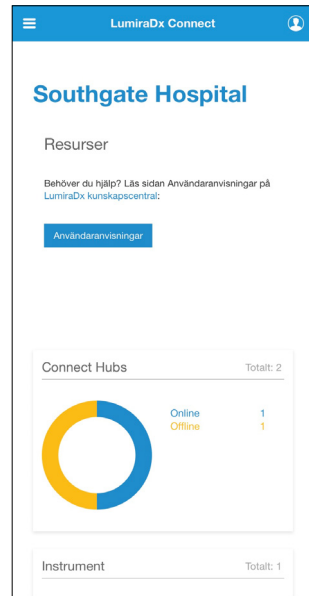 LumiraDx Connect
Southgate Hospital
Resurser
Behöver du hjälp? Läs sidan Användaranvisningar på
LumiraDx kunskapscentral:
Användaranvisningar
Connect Hubs Totalt: 2
Online 1
Offline 1
Instrument Totalt: 1